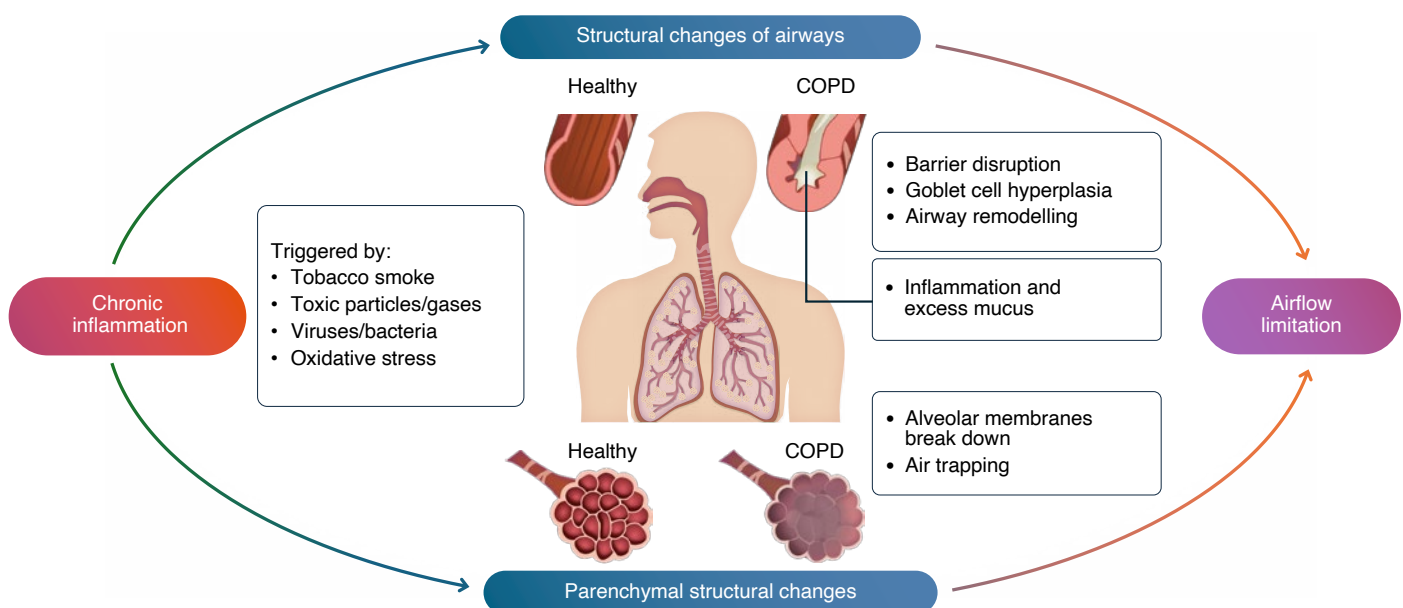 Structural changes of airways
Healthy
COPD
• Barrier disruption
• Goblet cell hyperplasia
• Airway remodelling
Triggered by:
• Tobacco smoke
• Toxic particles/gases
• Viruses/bacteria
• Oxidative stress
Chronic
inflammation
• Inflammation and
excess mucus
Airflow
limitation
• Alveolar membranes
break down
• Air trapping
Healthy
COPD
Parenchymal structural changes